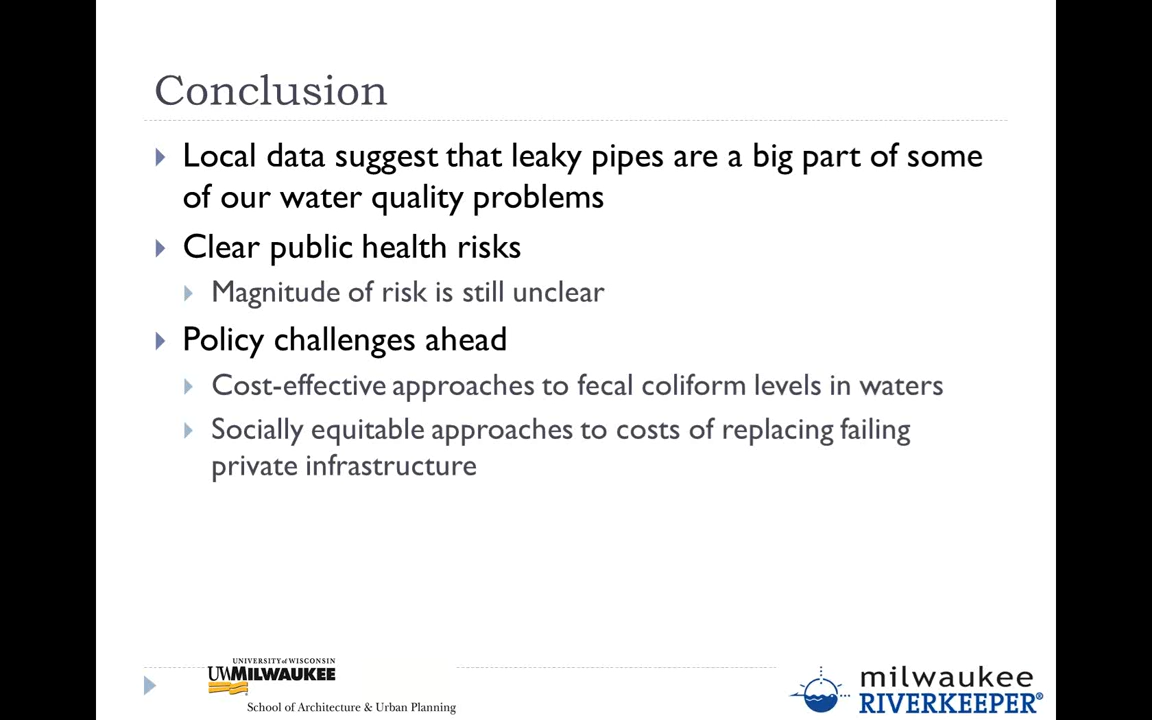 Conclusion
Local data suggest that leaky pipes are a big part of some
of our water quality problems
Clear public health risks
Magnitude of risk is still unclear
Policy challenges ahead
Cost-effective approaches to fecal coliform levels in waters
Socially equitable approaches to costs of replacing failing
private infrastructure
UNIVERSITY of WISCONSIN
UWMILWAUKEE
School of Architecture & Urban Planning
milwaukee
RIVERKEEPER®